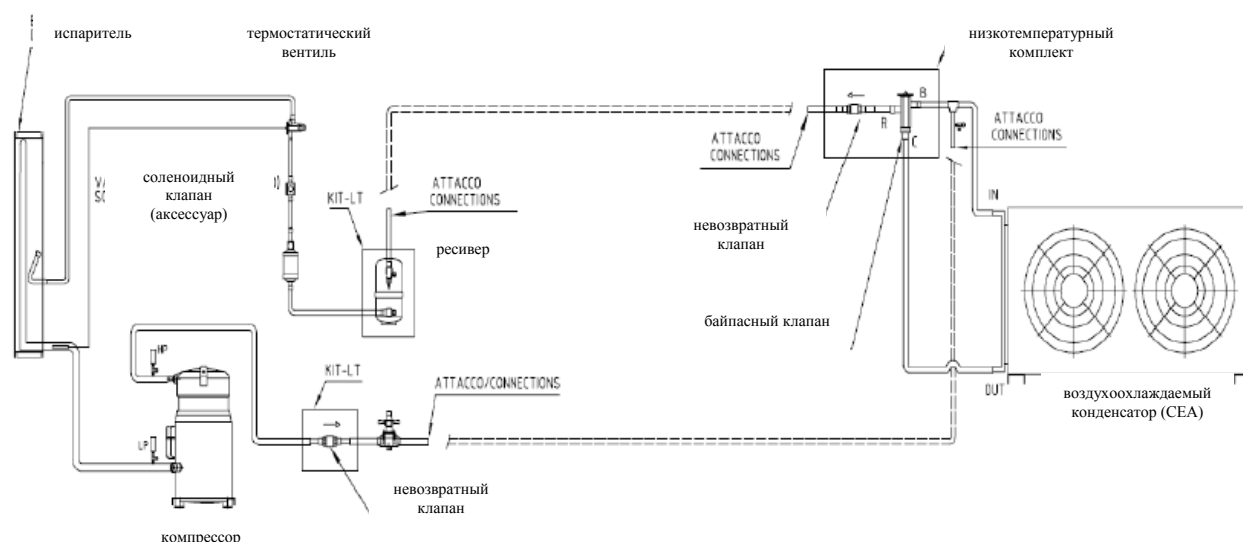 испаритель
термостатический
вентиль
низкотемпературный
комплект
B
R
C
ATTACCO
CONNECTIONS
ATTACCO
CONNECTIONS
соленоидный
клапан
(аксессуар)
KIT-LT
ATTACCO
CONNECTIONS
ресивер
невозвратный
клапан
IN
байпасный клапан
HP
KIT-LT
ATTACCO/CONNECTIONS
OUT
воздухоохлаждаемый
конденсатор (CEA)
LP
невозвратный
клапан
компрессор